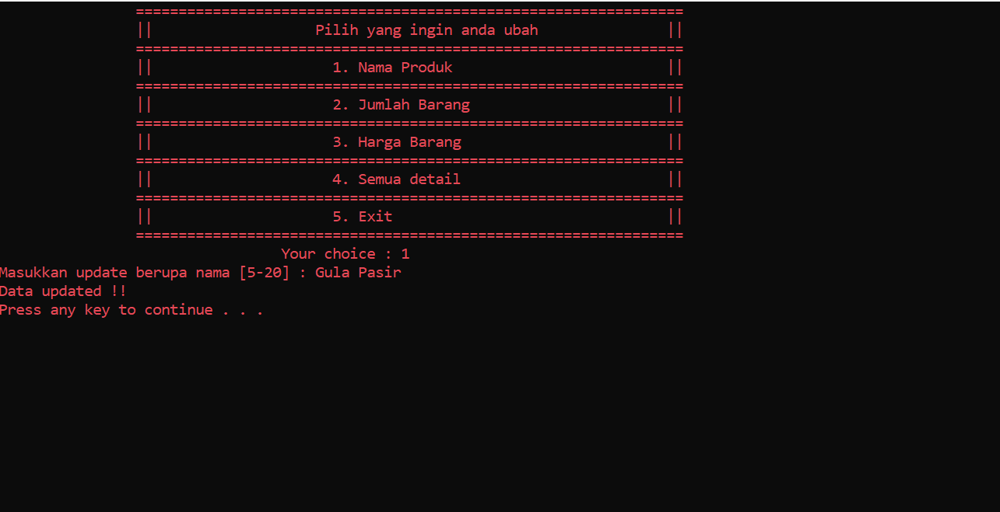 ================================================================
||                   Pilih yang ingin anda ubah               ||
================================================================
||                     1. Nama Produk                         ||
================================================================
||                     2. Jumlah Barang                       ||
================================================================
||                     3. Harga Barang                        ||
================================================================
||                     4. Semua detail                        ||
================================================================
||                     5. Exit                                ||
================================================================
Your choice : 1
Masukkan update berupa nama [5-20] : Gula Pasir
Data updated !!
Press any key to continue . . .